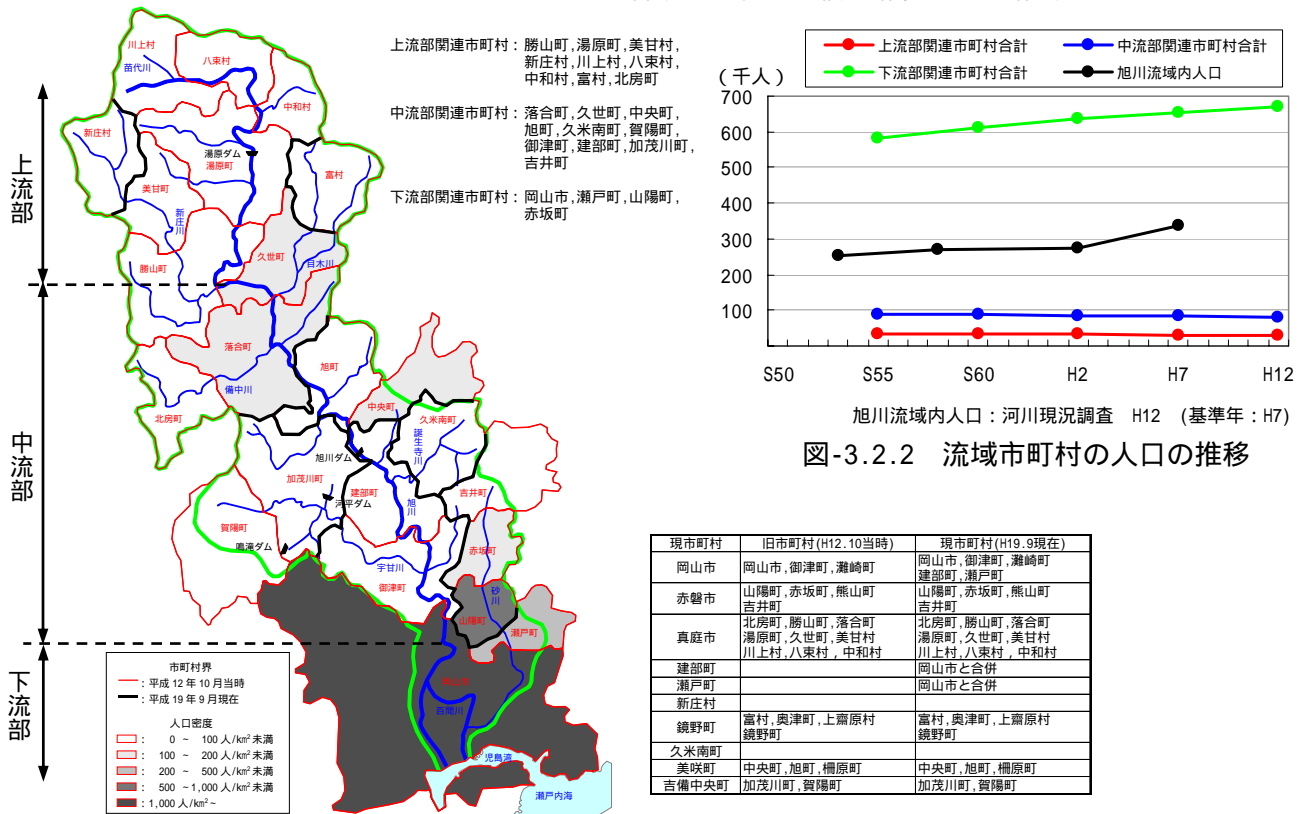 上流部関連市町村：勝山町,湯原町,美甘村,
新庄村,川上村,八束村,
中和村,富村,北房町
中流部関連市町村：落合町,久世町,中央町,
旭町,久米南町,賀陽町,
御津町,建部町,加茂川町,
吉井町
下流部関連市町村：岡山市,瀬戸町,山陽町,
赤坂町
上流部
中流部
下流部
川上村
苗代川
八束村
中和村
新庄村
湯原ダム
湯原町
富村
美甘町
新庄川
久世町
目木川
勝山町
落合町
旭町
備中川
中央町
北房町
久米南町
誕生寺川
旭川ダム
加茂川町
建部町
河平ダム
旭川
吉井町
賀陽町
鳴滝ダム
赤坂町
宇甘川
御津町
砂川
山陽町
瀬戸町
岡山市
百間川
児島湾
瀬戸内海
市町村界
：平成12年10月当時
：平成19年9月現在
人口密度
： 0 ～ 100人/km²未満
： 100 ～ 200人/km²未満
： 200 ～ 500人/km²未満
： 500 ～1,000人/km²未満
：1,000人/km²～
上流部関連市町村合計 中流部関連市町村合計
下流部関連市町村合計 旭川流域内人口
（千人）
700
600
500
400
300
200
100
S50 S55 S60 H2 H7 H12
旭川流域内人口：河川現況調査 H12 (基準年：H7)
図-3.2.2 流域市町村の人口の推移
現市町村 旧市町村(H12.10当時) 現市町村(H19.9現在)
岡山市 岡山市,御津町,灘崎町 岡山市,御津町,灘崎町
建部町,瀬戸町
赤磐市 山陽町,赤坂町,熊山町 山陽町,赤坂町,熊山町
吉井町 吉井町
北房町,勝山町,落合町 北房町,勝山町,落合町
真庭市 湯原町,久世町,美甘村 湯原町,久世町,美甘村
川上村,八束村，中和村 川上村,八束村，中和村
建部町 岡山市と合併
瀬戸町 岡山市と合併
新庄村
鏡野町 富村,奥津町,上齋原村 富村,奥津町,上齋原村
鏡野町 鏡野町
久米南町
美咲町 中央町,旭町,柵原町 中央町,旭町,柵原町
吉備中央町 加茂川町,賀陽町 加茂川町,賀陽町